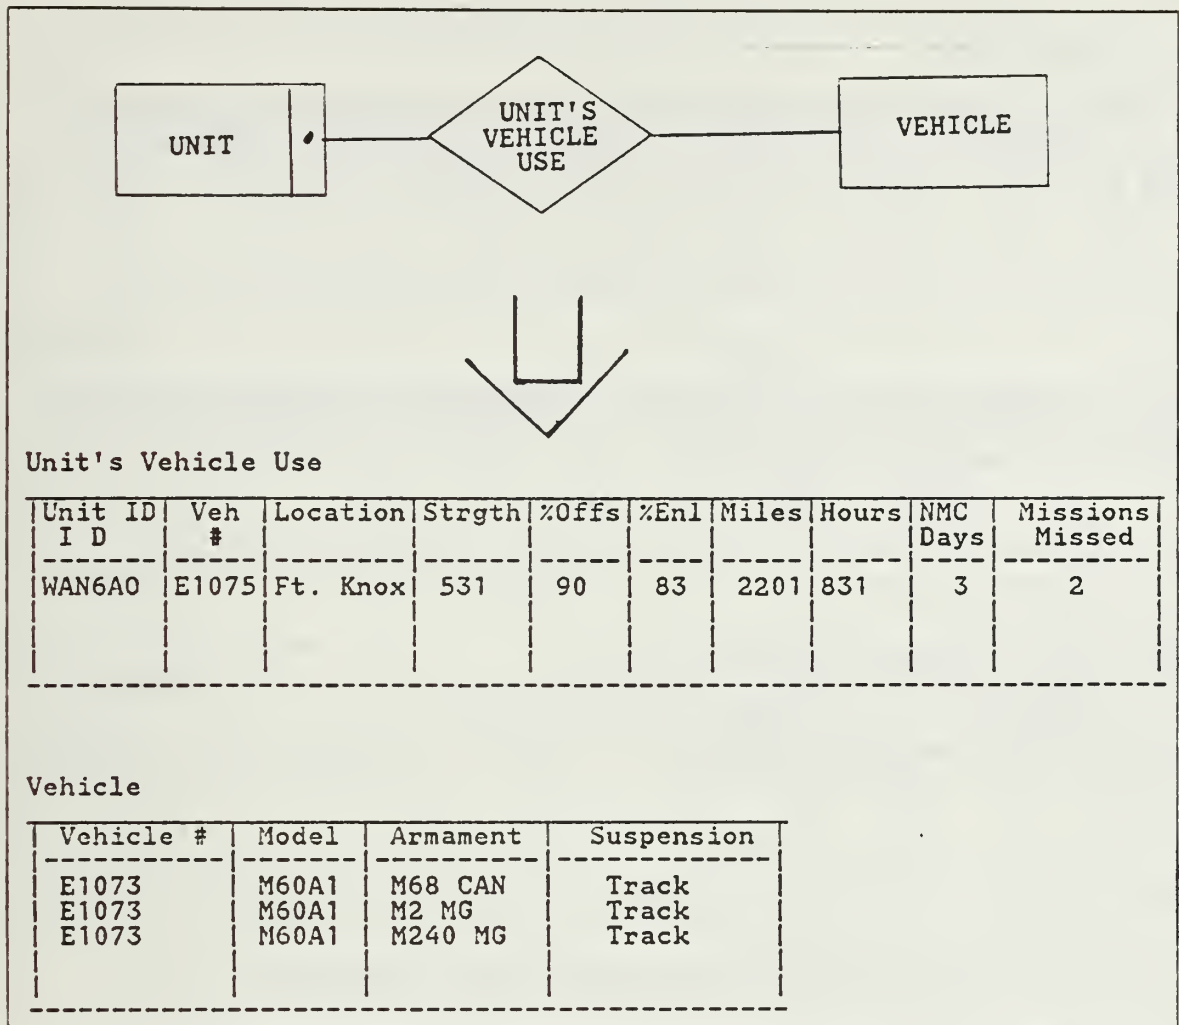 UNIT
UNIT'S
VEHICLE
USE
VEHICLE
Unit's Vehicle Use
Unit ID Veh Location Strgth %Offs %Enl Miles Hours NMC Missions
I D # Days Missed
WAN6AO E1075 Ft. Knox 531 90 83 2201 831 3 2
Vehicle
Vehicle # Model Armament Suspension
E1073 M60A1 M68 CAN Track
E1073 M60A1 M2 MG Track
E1073 M60A1 M240 MG Track